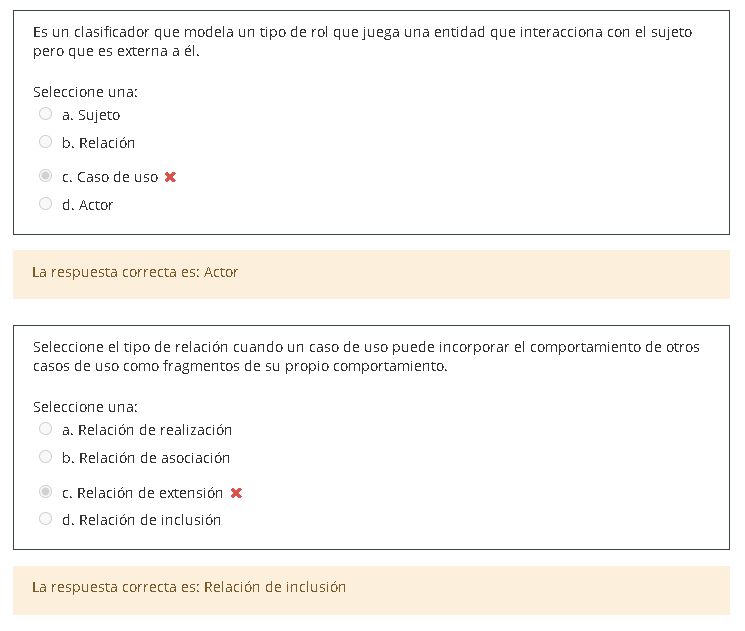 Es un clasificador que modela un tipo de rol que juega una entidad que interacciona con el sujeto
pero que es externa a él.
Seleccione una:
a. Sujeto
b. Relación
c. Caso de uso
d. Actor
La respuesta correcta es: Actor
Seleccione el tipo de relación cuando un caso de uso puede incorporar el comportamiento de otros
casos de uso como fragmentos de su propio comportamiento.
Seleccione una:
a. Relación de realización
b. Relación de asociación
c. Relación de extensión
d. Relación de inclusión
La respuesta correcta es: Relación de inclusión